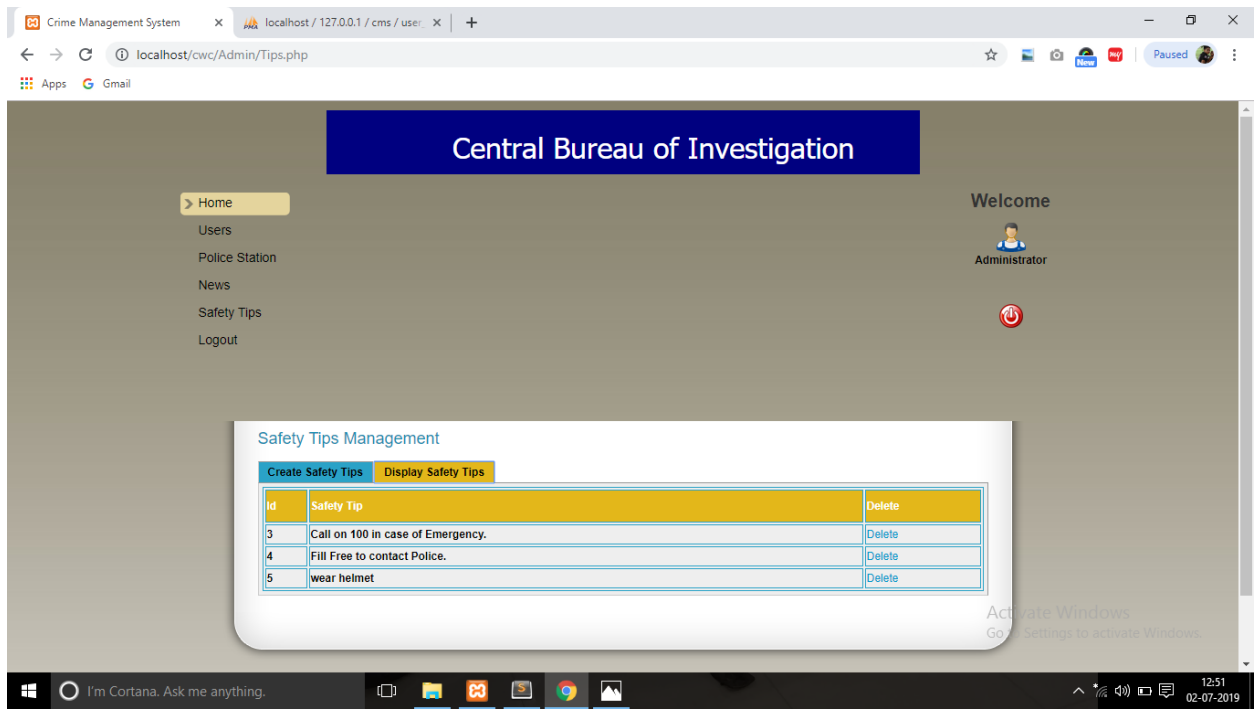 Crime Management System
localhost / 127.0.0.1 / cms / user_
localhost/cwc/Admin/Tips.php
New
Paused
Apps
Gmail
Central Bureau of Investigation
Home
Users
Police Station
News
Safety Tips
Logout
Welcome
Administrator
Safety Tips Management
Create Safety Tips
Display Safety Tips
Id Safety Tip Delete
3 Call on 100 in case of Emergency. Delete
4 Fill Free to contact Police. Delete
5 wear helmet Delete
Activate Windows
Go to Settings to activate Windows.
I'm Cortana. Ask me anything.
12:51
02-07-2019